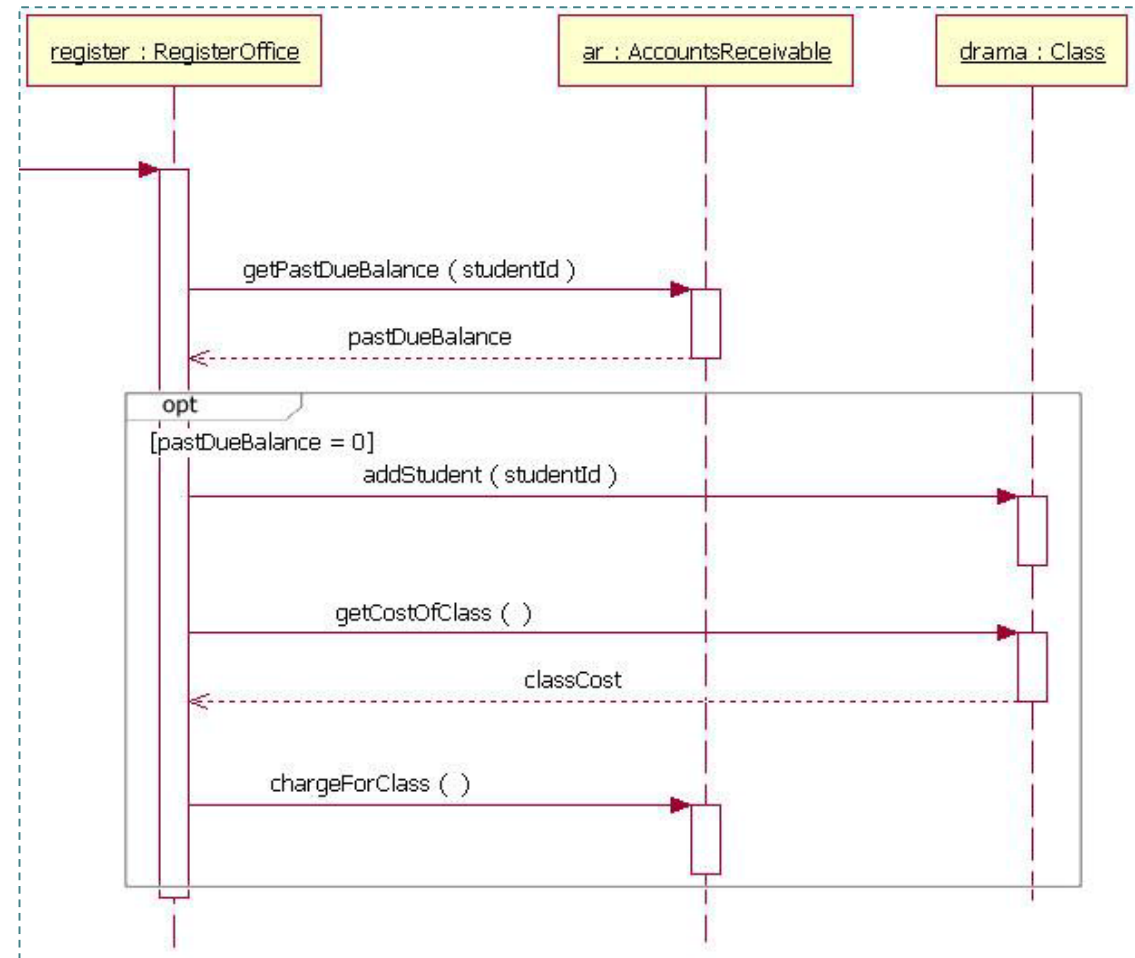 register : RegisterOffice
ar : AccountsReceivable
drama : Class
getPastDueBalance ( studentId )
pastDueBalance
opt
[pastDueBalance = 0]
addStudent ( studentId )
getCostOfClass ( )
classCost
chargeForClass ( )